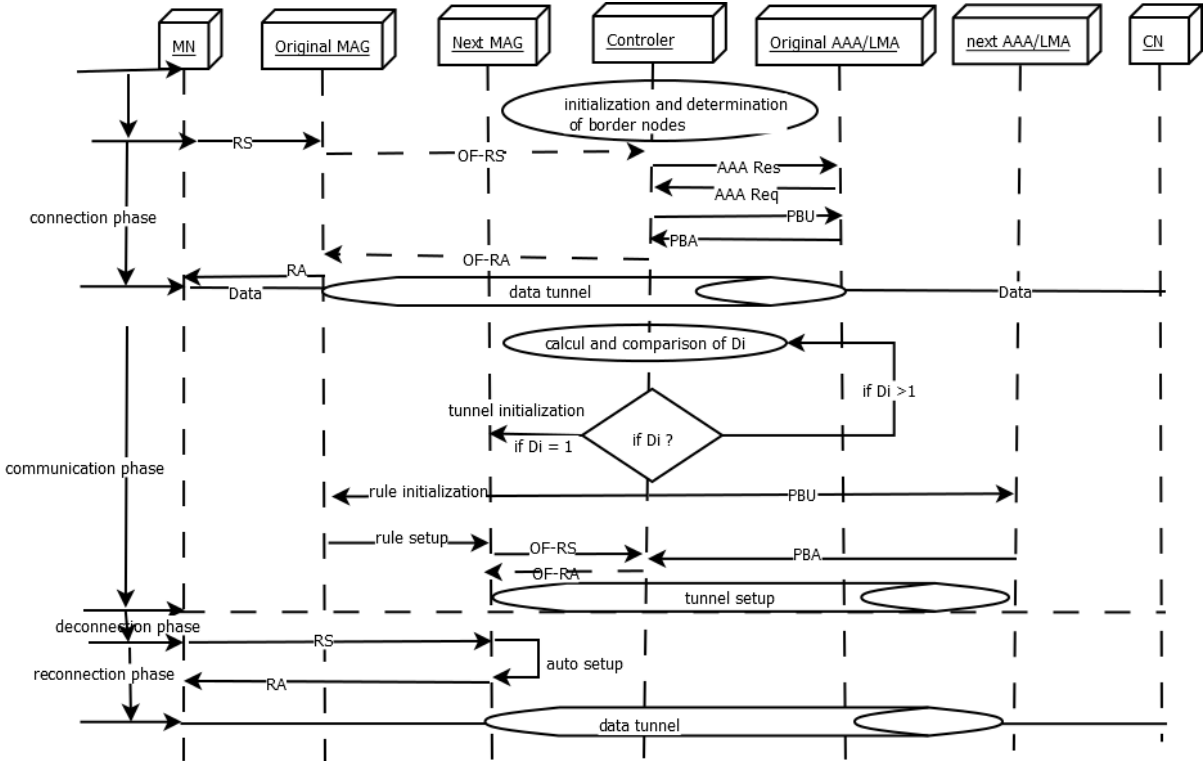 MN
Original MAG
Next MAG
Controler
Original AAA/LMA
next AAA/LMA
CN
initialization and determination
of border nodes
RS
OF-RS
AAA Res
AAA Req
connection phase
PBU
PBA
OF-RA
RA
Data
data tunnel
Data
calcul and comparison of Di
if Di >1
tunnel initialization
if Di = 1
if Di ?
communication phase
rule initialization
PBU
rule setup
OF-RS
PBA
OF-RA
tunnel setup
deconnection phase
RS
auto setup
reconnection phase
RA
data tunnel